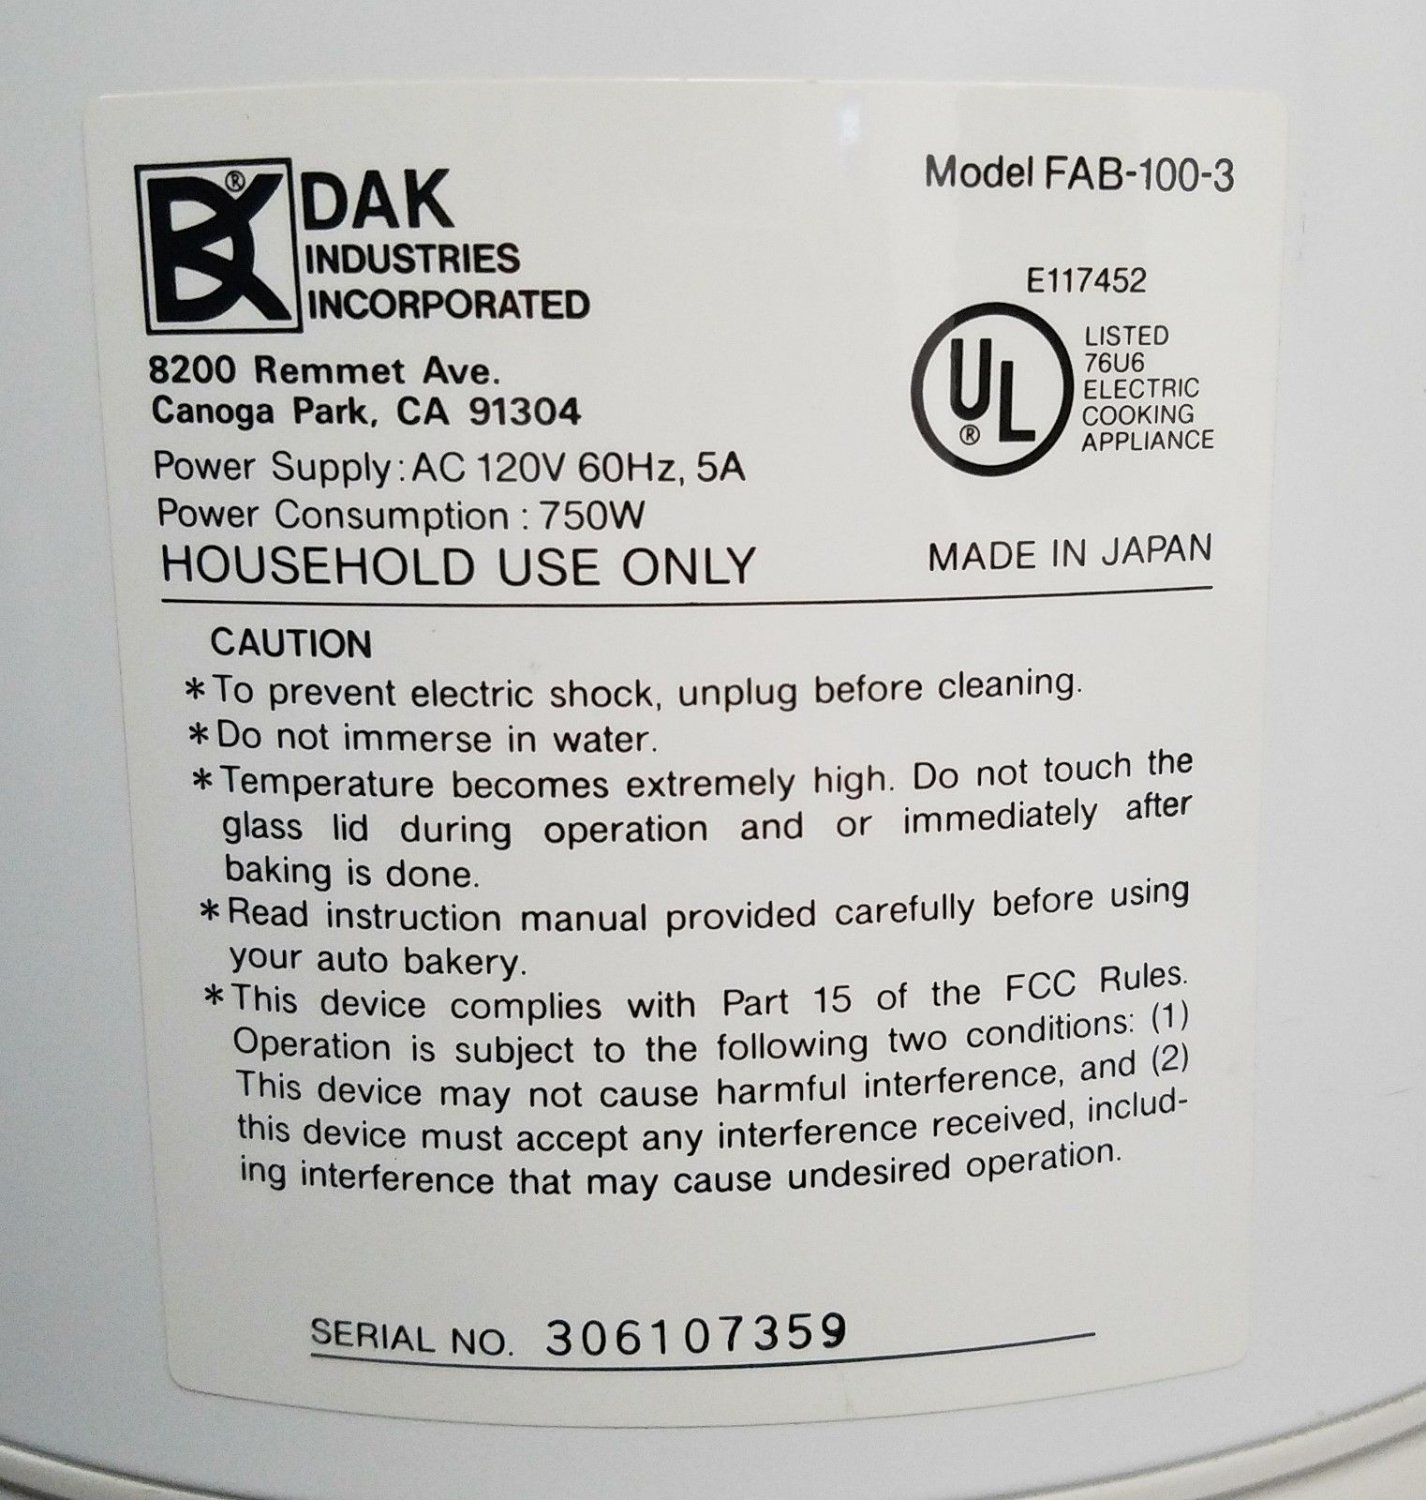 DK®
DAK
INDUSTRIES
INCORPORATED
8200 Remmet Ave.
Canoga Park, CA 91304
Power Supply: AC 120V 60Hz, 5A
Power Consumption : 750W
HOUSEHOLD USE ONLY
Model FAB-100-3
E117452
UL®
LISTED
76U6
ELECTRIC
COOKING
APPLIANCE
MADE IN JAPAN
CAUTION
*To prevent electric shock, unplug before cleaning.
*Do not immerse in water.
*Temperature becomes extremely high. Do not touch the
glass lid during operation and or immediately after
baking is done.
*Read instruction manual provided carefully before using
your auto bakery.
*This device complies with Part 15 of the FCC Rules.
Operation is subject to the following two conditions: (1)
This device may not cause harmful interference, and (2)
this device must accept any interference received, includ-
ing interference that may cause undesired operation.
SERIAL NO. 306107359